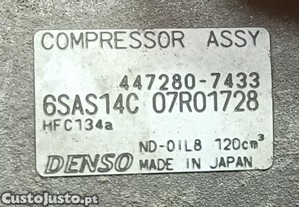 COMPRESSOR ASSY
447280-7433
6SAS14C 07R01728
HFC134a
ND-OIL8 120cm³
DENSO MADE IN JAPAN
CustoJusto.pt